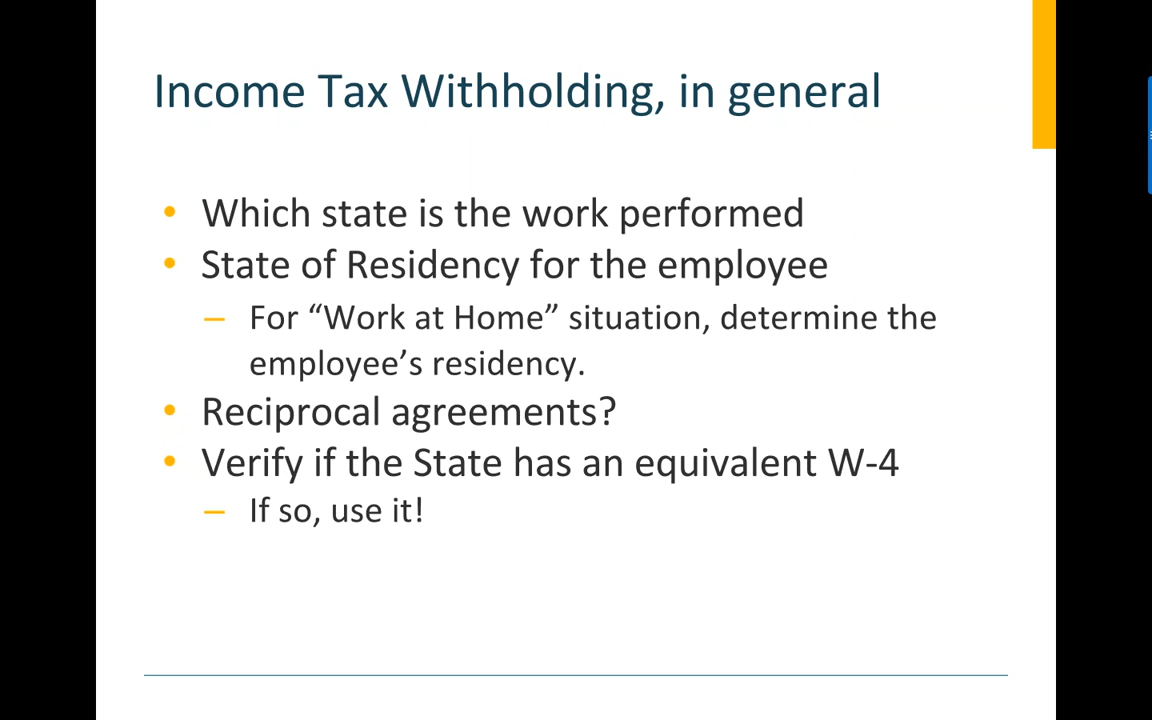 Income Tax Withholding, in general
• Which state is the work performed
• State of Residency for the employee
– For “Work at Home” situation, determine the
employee’s residency.
• Reciprocal agreements?
• Verify if the State has an equivalent W-4
– If so, use it!